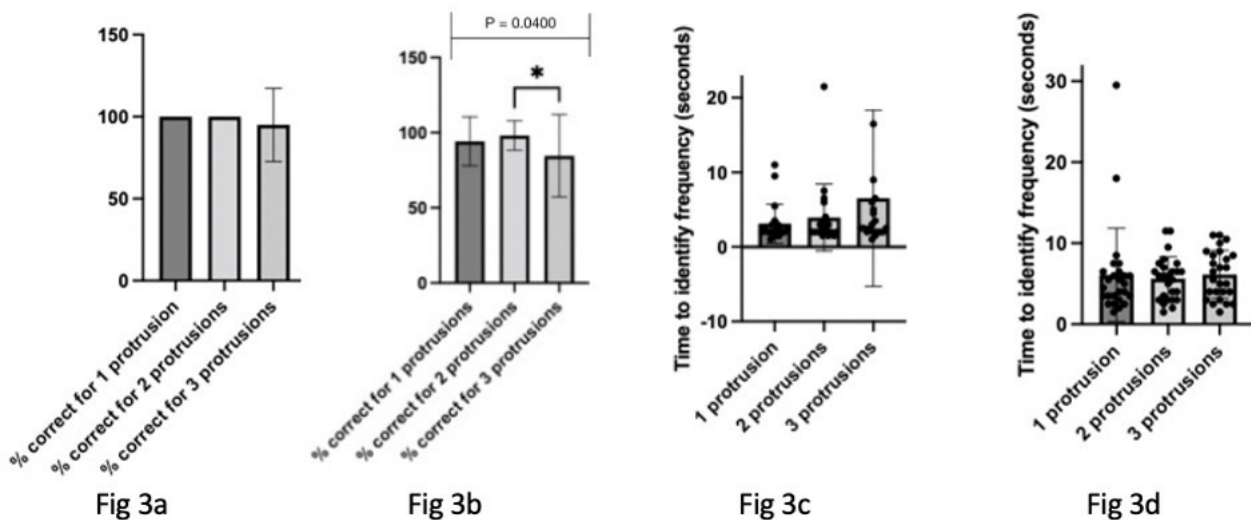 150
100
50
0
% correct for 1 protrusion
% correct for 2 protrusions
% correct for 3 protrusions
Fig 3a
P = 0.0400
150
100
50
0
*
% correct for 1 protrusions
% correct for 2 protrusions
% correct for 3 protrusions
Fig 3b
Time to identify frequency (seconds)
20
10
0
-10
1 protrusion
2 protrusions
3 protrusions
Fig 3c
Time to identify frequency (seconds)
30
20
10
0
1 protrusion
2 protrusions
3 protrusions
Fig 3d